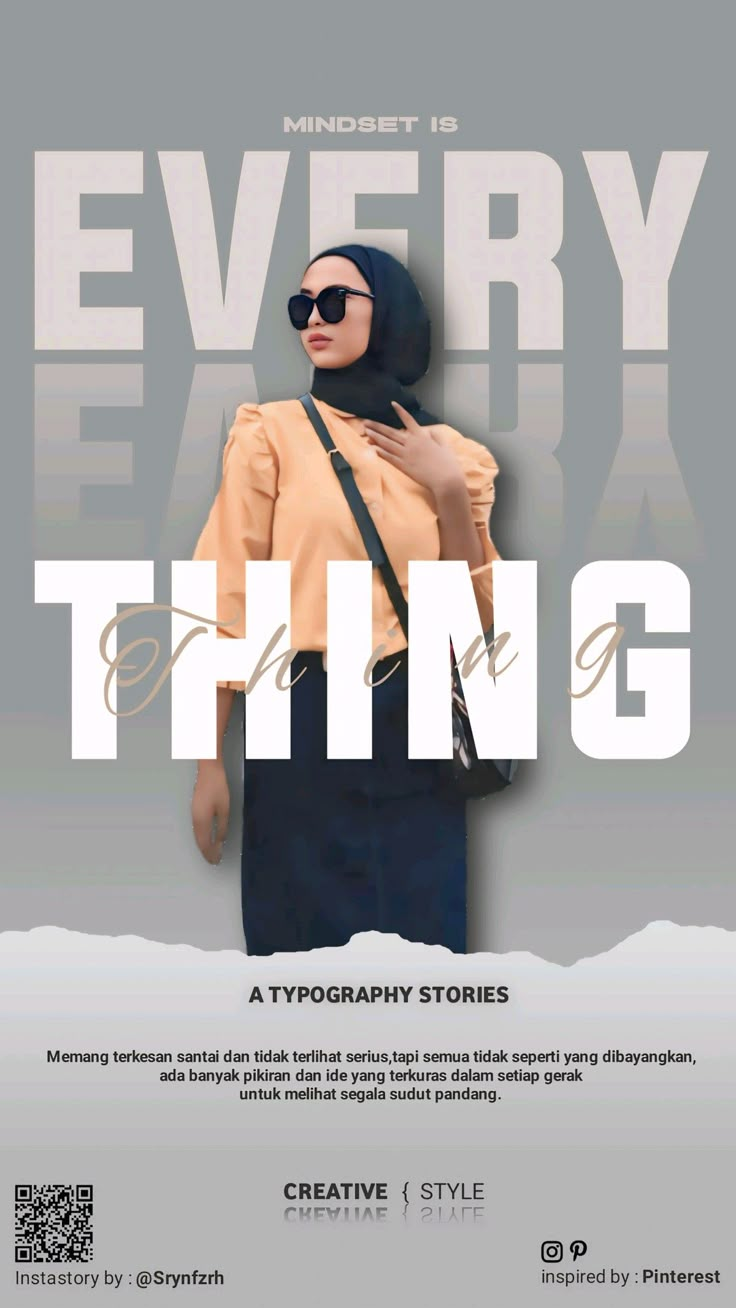 MINDSET IS
EVERY
THING
Thing
A TYPOGRAPHY STORIES
Memang terkesan santai dan tidak terlihat serius,tapi semua tidak seperti yang dibayangkan,
ada banyak pikiran dan ide yang terkuras dalam setiap gerak
untuk melihat segala sudut pandang.
CREATIVE { STYLE
Instastory by : @Srynfzrh
inspired by : Pinterest